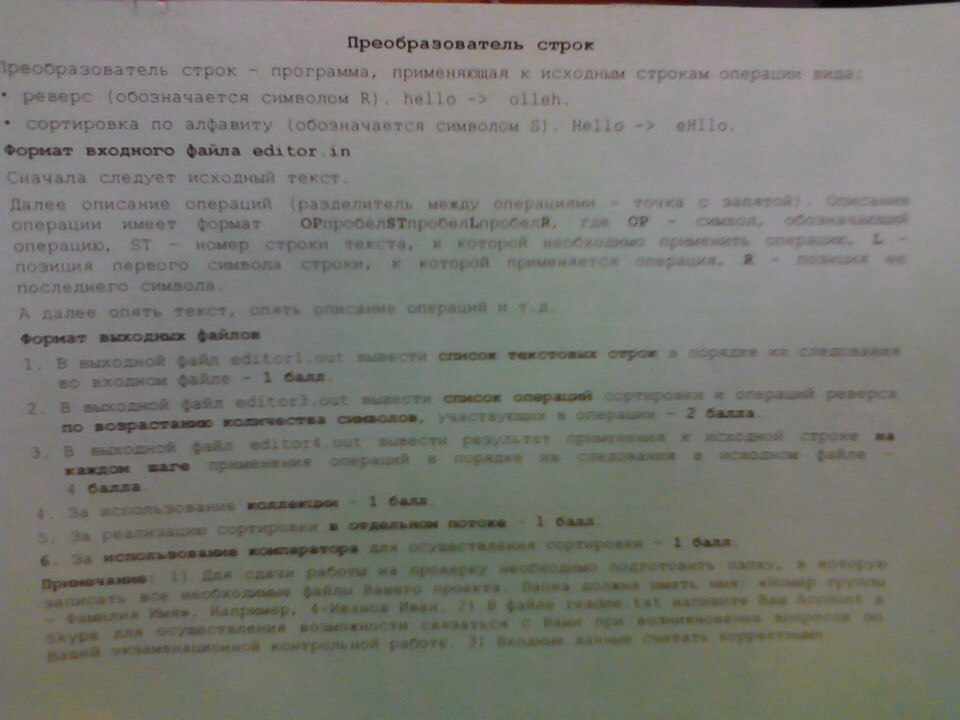 Преобразователь строк
Преобразователь строк – программа, применяющая к исходным строкам операции вида:
• реверс (обозначается символом R). hello -> olleh.
• сортировка по алфавиту (обозначается символом S). Hello -> eHllo.
Формат входного файла editor.in
Сначала следует исходный текст.
Далее описание операций (разделитель между операциями – точка с запятой). Описание
операции имеет формат OPпробелSTпробелLпробелR, где OP – символ, обозначающий
операцию, ST – номер строки текста, к которой необходимо применить операцию, L –
позиция первого символа строки, к которой применяется операция, R – позиция ее
последнего символа.
А далее опять текст, опять описание операций и т.д.
Формат выходных файлов
1. В выходной файл editor1.out вывести список текстовых строк в порядке их следования
во входном файле – 1 балл.
2. В выходной файл editor3.out вывести список операций сортировки и операций реверса
по возрастанию количества символов, участвующих в операции – 2 балла.
3. В выходной файл editor4.out вывести результат применения к исходной строке на
каждом шаге применения операций в порядке их следования в исходном файле –
4 балла.
4. За использование коллекции – 1 балл.
5. За реализацию сортировки в отдельном потоке – 1 балл.
6. За использование компаратора для осуществления сортировки – 1 балл.
Примечание: 1) Для сдачи работы на проверку необходимо подготовить папку, в которую
записать все необходимые файлы Вашего проекта. Папка должна иметь имя: «Номер группы
– Фамилия Имя». Например, 4-Иванов Иван. 2) В файле readme.txt напишите Ваш Account в
Skype для осуществления возможности связаться с Вами при возникновении вопросов по
Вашей экзаменационной контрольной работе. 3) Входные данные считать корректными.